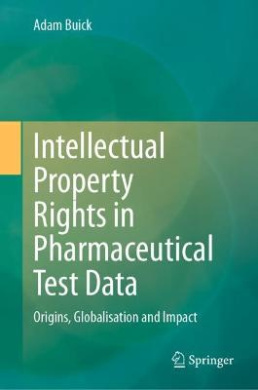 Adam Buick
Intellectual
Property
Rights in
Pharmaceutical
Test Data
Origins, Globalisation and Impact
Springer